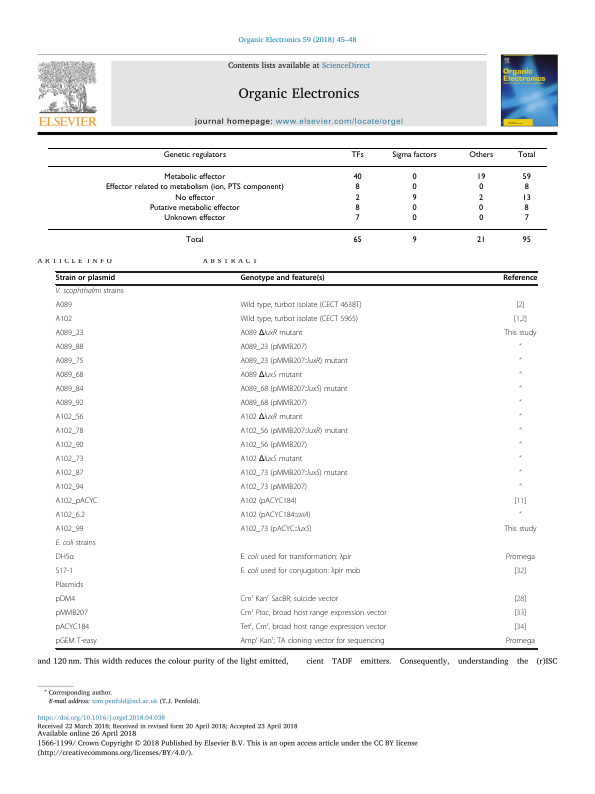 Organic Electronics 59 (2018) 45–48
Contents lists available at ScienceDirect
Organic Electronics
journal homepage: www.elsevier.com/locate/orgel
ELSEVIER
Organic
Electronics
Genetic regulators TFs Sigma factors Others Total
Metabolic effector 40 0 19 59
Effector related to metabolism (ion, PTS component) 8 0 0 8
No effector 2 9 2 13
Putative metabolic effector 8 0 0 8
Unknown effector 7 0 0 7
Total 65 9 21 95
ARTICLE INFO ABSTRACT
Strain or plasmid Genotype and feature(s) Reference
V. scophthalmi strains
A089 Wild type, turbot isolate (CECT 4638T) [2]
A102 Wild type, turbot isolate (CECT 5965) [1,2]
A089_23 A089 ΔluxR mutant This study
A089_88 A089_23 (pMMB207) "
A089_75 A089_23 (pMMB207::luxR) mutant "
A089_68 A089 ΔluxS mutant "
A089_84 A089_68 (pMMB207::luxS) mutant "
A089_92 A089_68 (pMMB207) "
A102_56 A102 ΔluxR mutant "
A102_78 A102_56 (pMMB207::luxR) mutant "
A102_90 A102_56 (pMMB207) "
A102_73 A102 ΔluxS mutant "
A102_87 A102_73 (pMMB207::luxS) mutant "
A102_94 A102_73 (pMMB207) "
A102_pACYC A102 (pACYC184) [11]
A102_6.2 A102 (pACYC184::aiiA) "
A102_99 A102_73 (pACYC::luxS) This study
E. coli strains
DH5α E. coli used for transformation: λpir Promega
S17-1 E. coli used for conjugation: λpir mob [32]
Plasmids
pDM4 Cmʳ Kanʳ SacBR; suicide vector [28]
pMMB207 Cmʳ Ptac, broad host range expression vector [33]
pACYC184 Tetʳ, Cmʳ, broad host range expression vector [34]
pGEM T-easy Ampʳ Kanʳ; TA cloning vector for sequencing Promega
and 120 nm. This width reduces the colour purity of the light emitted,
cient TADF emitters. Consequently, understanding the (r)ISC
* Corresponding author.
E-mail address: tom.penfold@ncl.ac.uk (T.J. Penfold).
https://doi.org/10.1016/j.orgel.2018.04.038
Received 22 March 2018; Received in revised form 20 April 2018; Accepted 23 April 2018
Available online 26 April 2018
1566-1199/ Crown Copyright © 2018 Published by Elsevier B.V. This is an open access article under the CC BY license
(http://creativecommons.org/licenses/BY/4.0/).